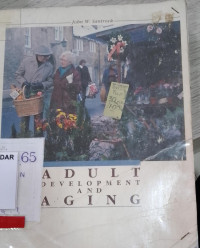 John W. Santrock
65
DAR
ADULT
DEVELOPMENT
AND
AGING